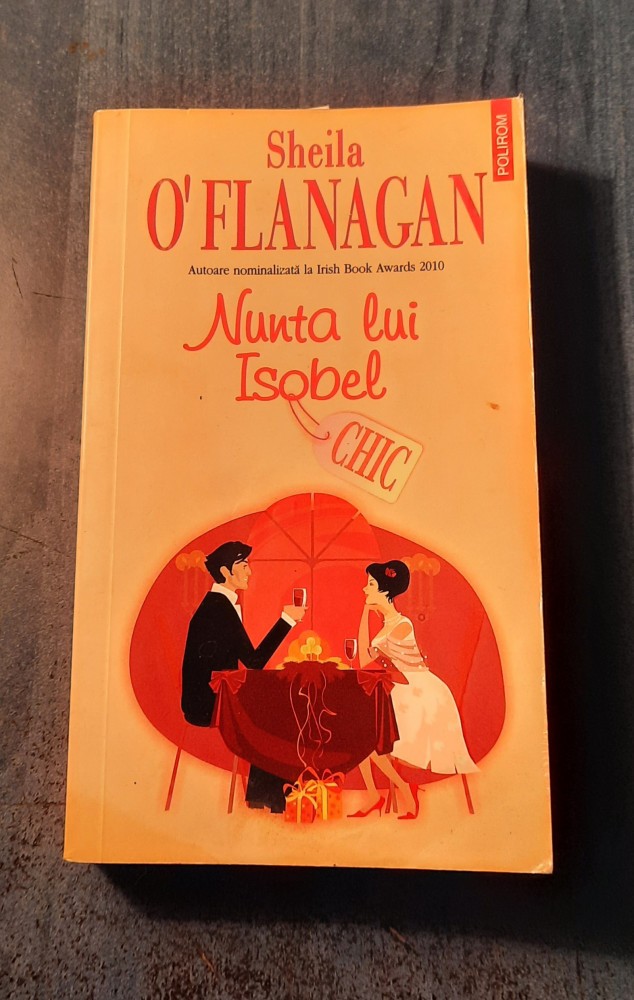 POLIROM
Sheila
O'FLANAGAN
Autoare nominalizată la Irish Book Awards 2010
Nunta lui
Isobel
CHIC